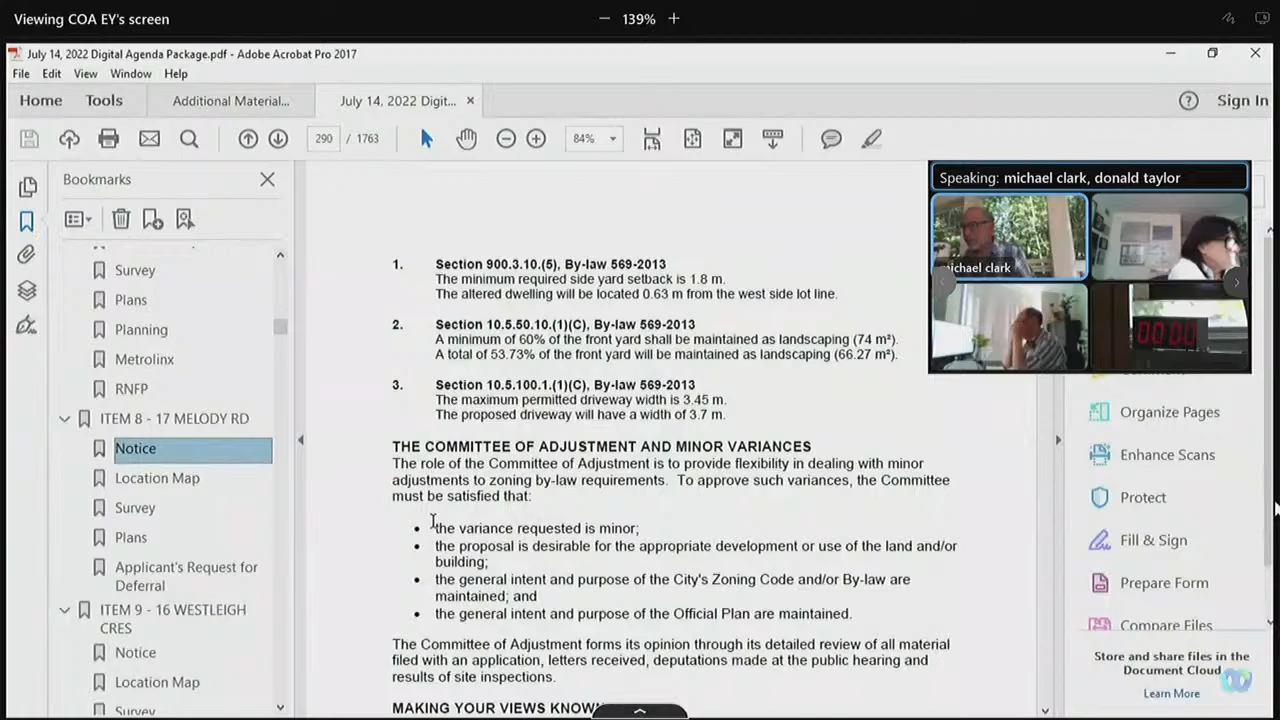 Viewing COA EY's screen
139%
July 14, 2022 Digital Agenda Package.pdf - Adobe Acrobat Pro 2017
File Edit View Window Help
Home Tools Additional Material... July 14, 2022 Digit... Sign In
290 / 1763 84%
Bookmarks
Survey
Plans
Planning
Metrolinx
RNFP
ITEM 8 - 17 MELODY RD
Notice
Location Map
Survey
Plans
Applicant's Request for
Deferral
ITEM 9 - 16 WESTLEIGH
CRES
Notice
Location Map
Survey
1. Section 900.3.10.(5), By-law 569-2013
The minimum required side yard setback is 1.8 m.
The altered dwelling will be located 0.63 m from the west side lot line.
2. Section 10.5.50.10.(1)(C), By-law 569-2013
A minimum of 60% of the front yard shall be maintained as landscaping (74 m²).
A total of 53.73% of the front yard will be maintained as landscaping (66.27 m²).
3. Section 10.5.100.1.(1)(C), By-law 569-2013
The maximum permitted driveway width is 3.45 m.
The proposed driveway will have a width of 3.7 m.
THE COMMITTEE OF ADJUSTMENT AND MINOR VARIANCES
The role of the Committee of Adjustment is to provide flexibility in dealing with minor
adjustments to zoning by-law requirements. To approve such variances, the Committee
must be satisfied that:
• the variance requested is minor;
• the proposal is desirable for the appropriate development or use of the land and/or
building;
• the general intent and purpose of the City's Zoning Code and/or By-law are
maintained; and
• the general intent and purpose of the Official Plan are maintained.
The Committee of Adjustment forms its opinion through its detailed review of all material
filed with an application, letters received, deputations made at the public hearing and
results of site inspections.
MAKING YOUR VIEWS KNOWN
Speaking: michael clark, donald taylor
michael clark
00:00
Organize Pages
Enhance Scans
Protect
Fill & Sign
Prepare Form
Compare Files
Store and share files in the
Document Cloud
Learn More